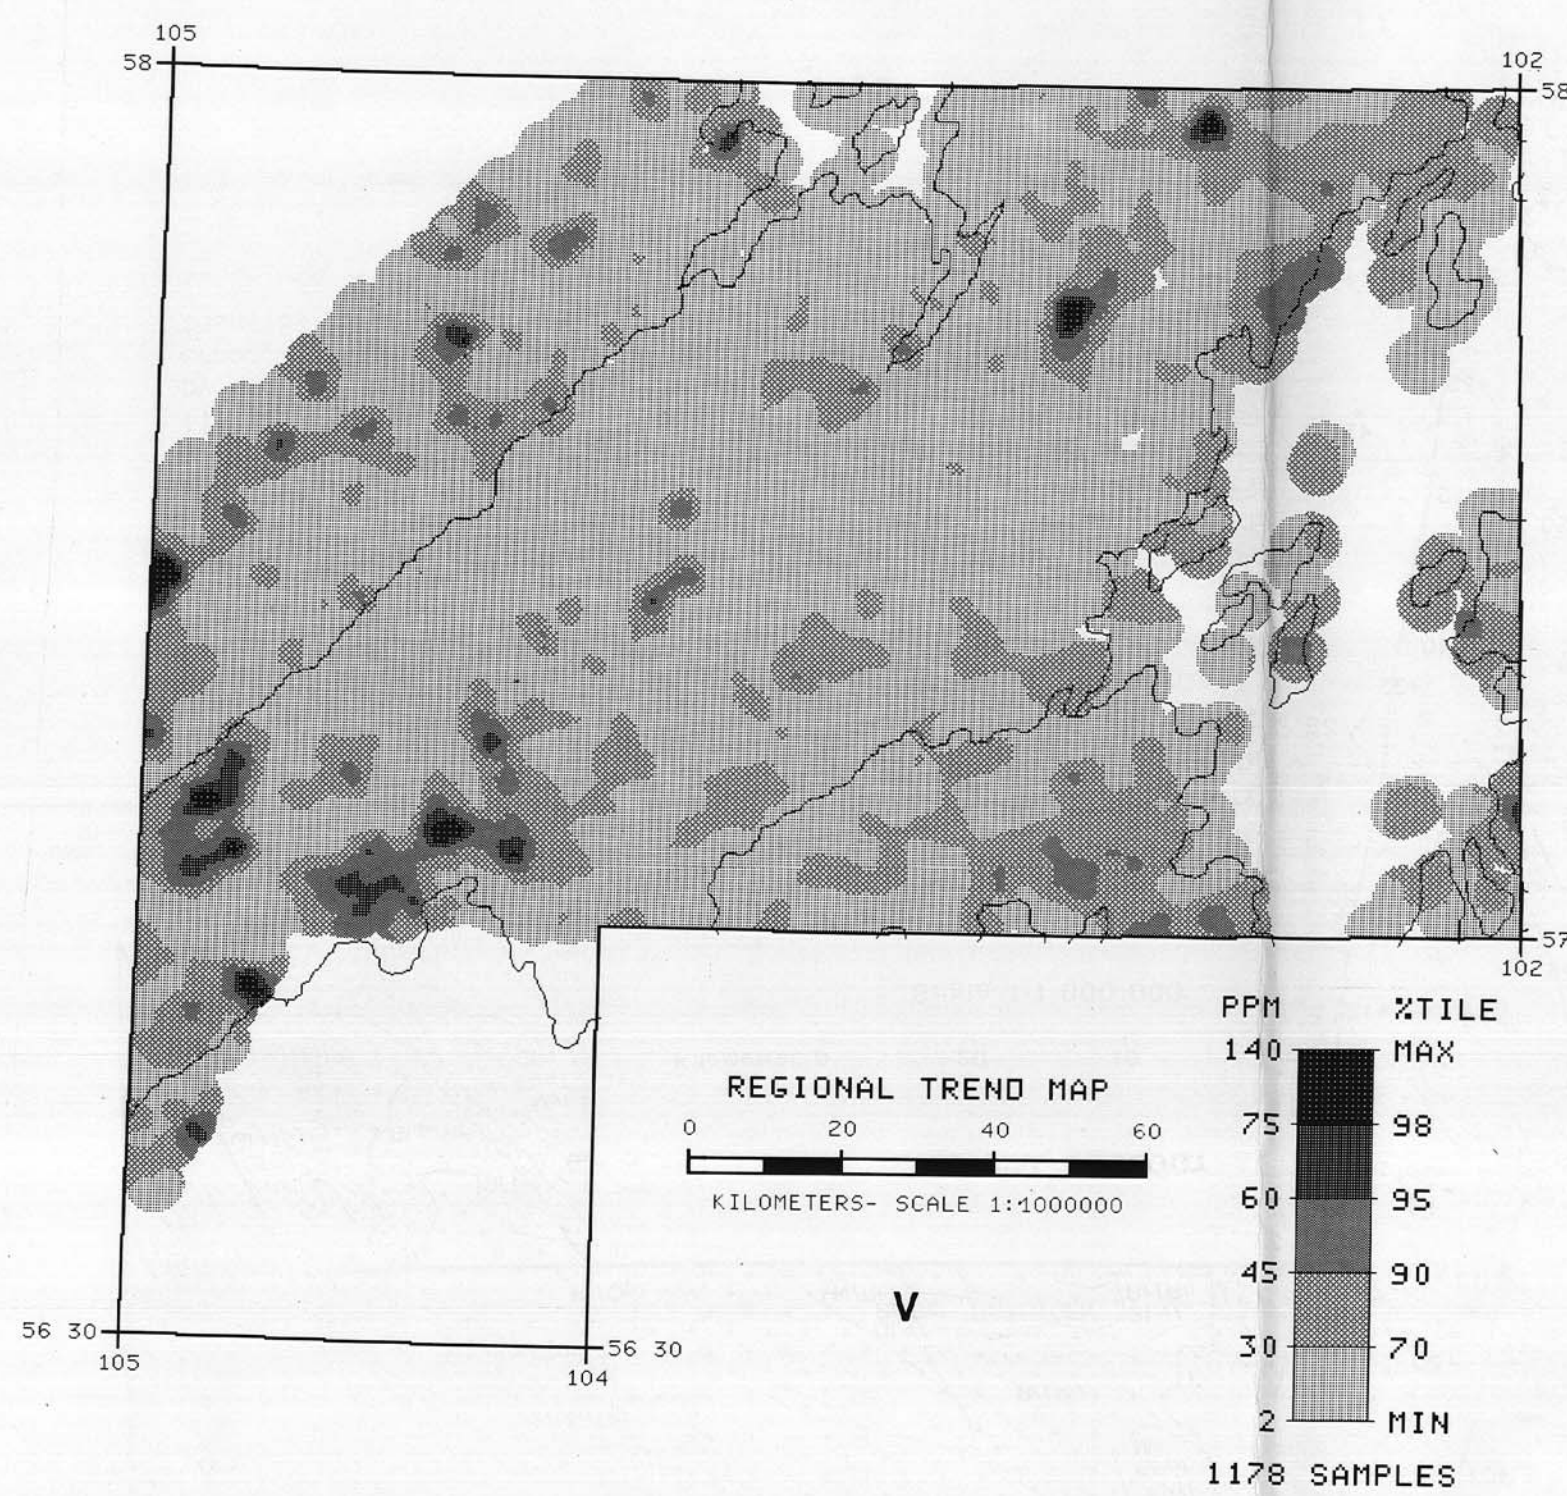 105
102
58
58
57
102
PPM %TILE
140 MAX
75 98
60 95
45 90
30 70
2 MIN
1178 SAMPLES
REGIONAL TREND MAP
0 20 40 60
KILOMETERS- SCALE 1:1000000
V
56 30
56 30
105
104